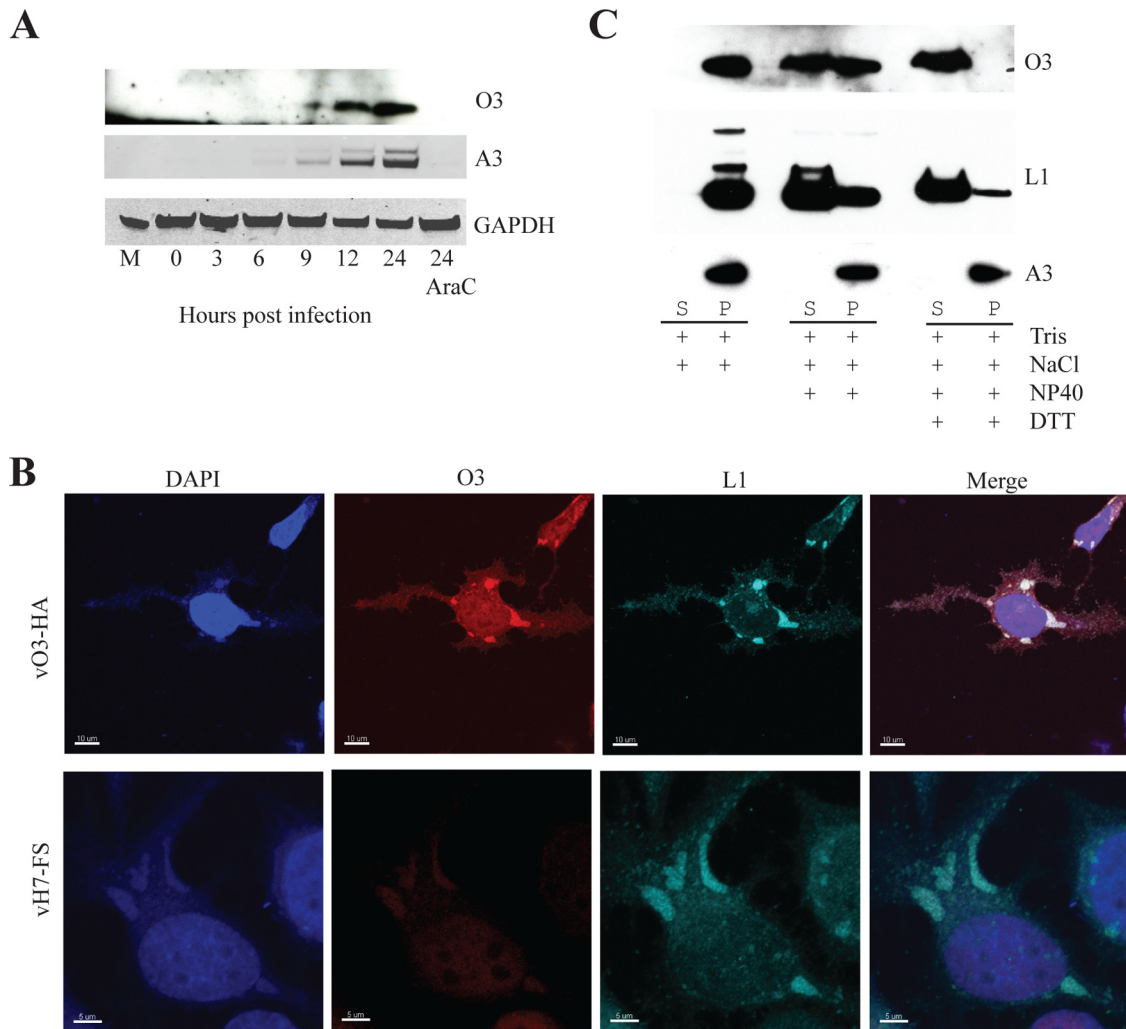 A
O3
A3
GAPDH
M 0 3 6 9 12 24 24
AraC
Hours post infection
C
O3
L1
A3
S P S P S P
+ + + + + + Tris
+ + + + + + NaCl
+ + + + NP40
+ + DTT
B
DAPI O3 L1 Merge
vO3-HA
10 um 10 um 10 um 10 um
vH7-FS
5 um 5 um 5 um 5 um